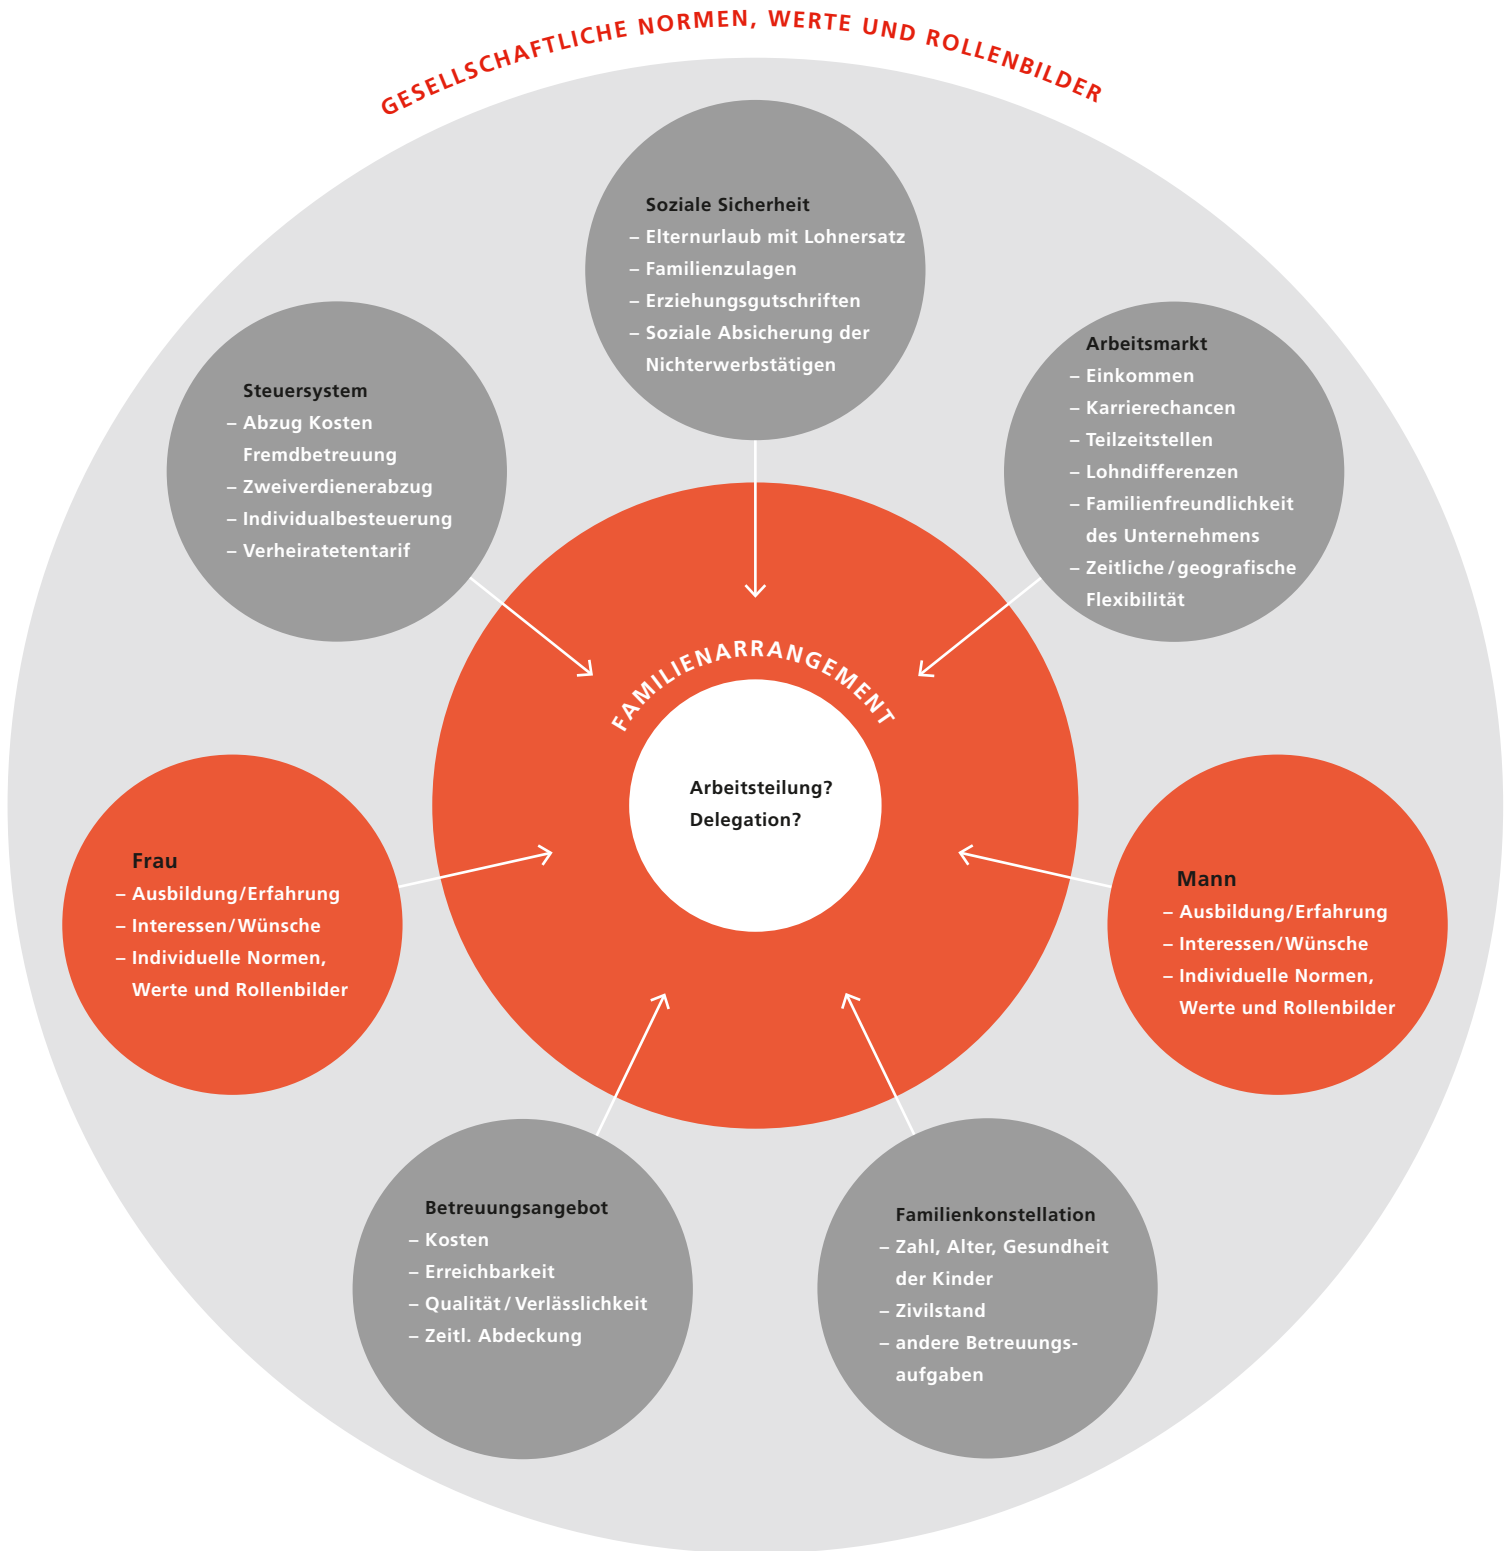 GESELLSCHAFTLICHE NORMEN, WERTE UND ROLLENBILDER
Soziale Sicherheit
– Elternurlaub mit Lohnersatz
– Familienzulagen
– Erziehungsgutschriften
– Soziale Absicherung der
Nichterwerbstätigen
Arbeitsmarkt
– Einkommen
– Karrierechancen
– Teilzeitstellen
– Lohndifferenzen
– Familienfreundlichkeit
des Unternehmens
– Zeitliche / geografische
Flexibilität
Steuersystem
– Abzug Kosten
Fremdbetreuung
– Zweiverdienerabzug
– Individualbesteuerung
– Verheiratetentarif
FAMILIENARRANGEMENT
Arbeitsteilung?
Delegation?
Frau
– Ausbildung/Erfahrung
– Interessen/Wünsche
– Individuelle Normen,
Werte und Rollenbilder
Mann
– Ausbildung/Erfahrung
– Interessen/Wünsche
– Individuelle Normen,
Werte und Rollenbilder
Betreuungsangebot
– Kosten
– Erreichbarkeit
– Qualität / Verlässlichkeit
– Zeitl. Abdeckung
Familienkonstellation
– Zahl, Alter, Gesundheit
der Kinder
– Zivilstand
– andere Betreuungs-
aufgaben